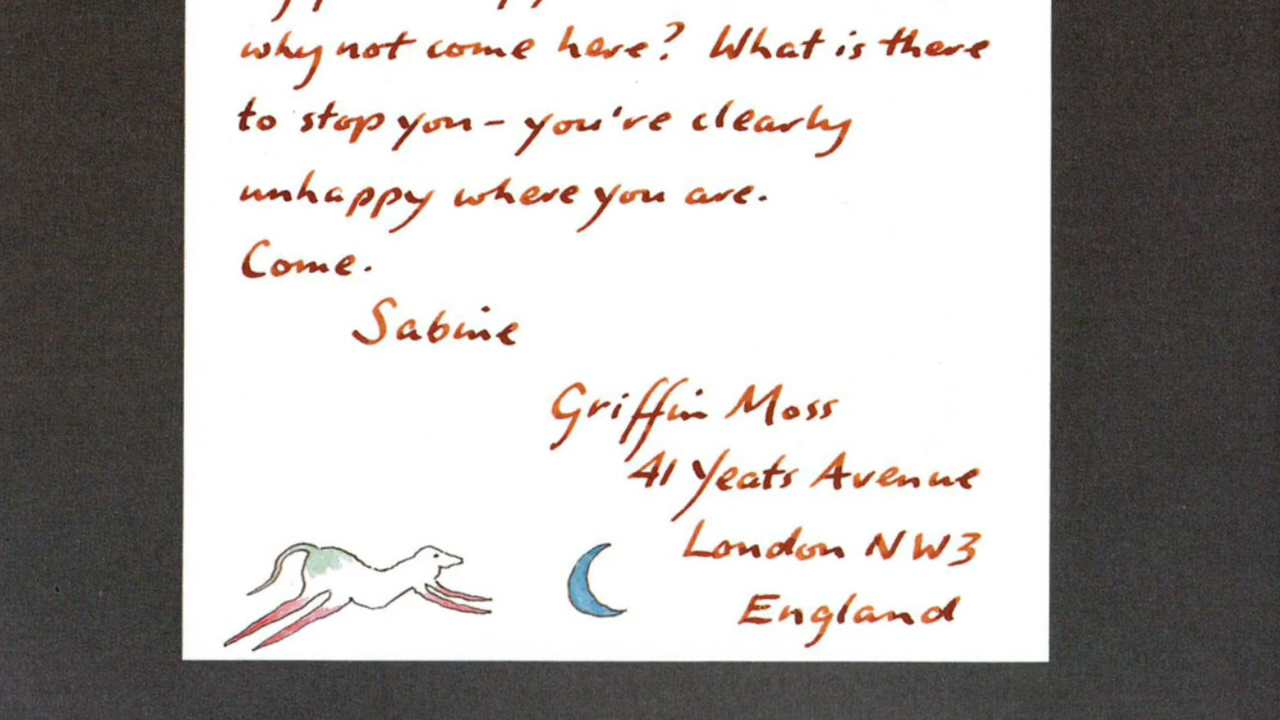 why not come here? What is there
to stop you - you're clearly
unhappy where you are.
Come.
Sabine
Griffin Moss
41 Yeats Avenue
London NW3
England